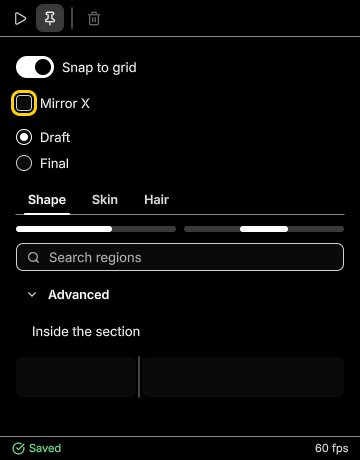 Snap to grid
Mirror X
Draft
Final
Shape Skin Hair
Search regions
Advanced
Inside the section
Saved 60 fps